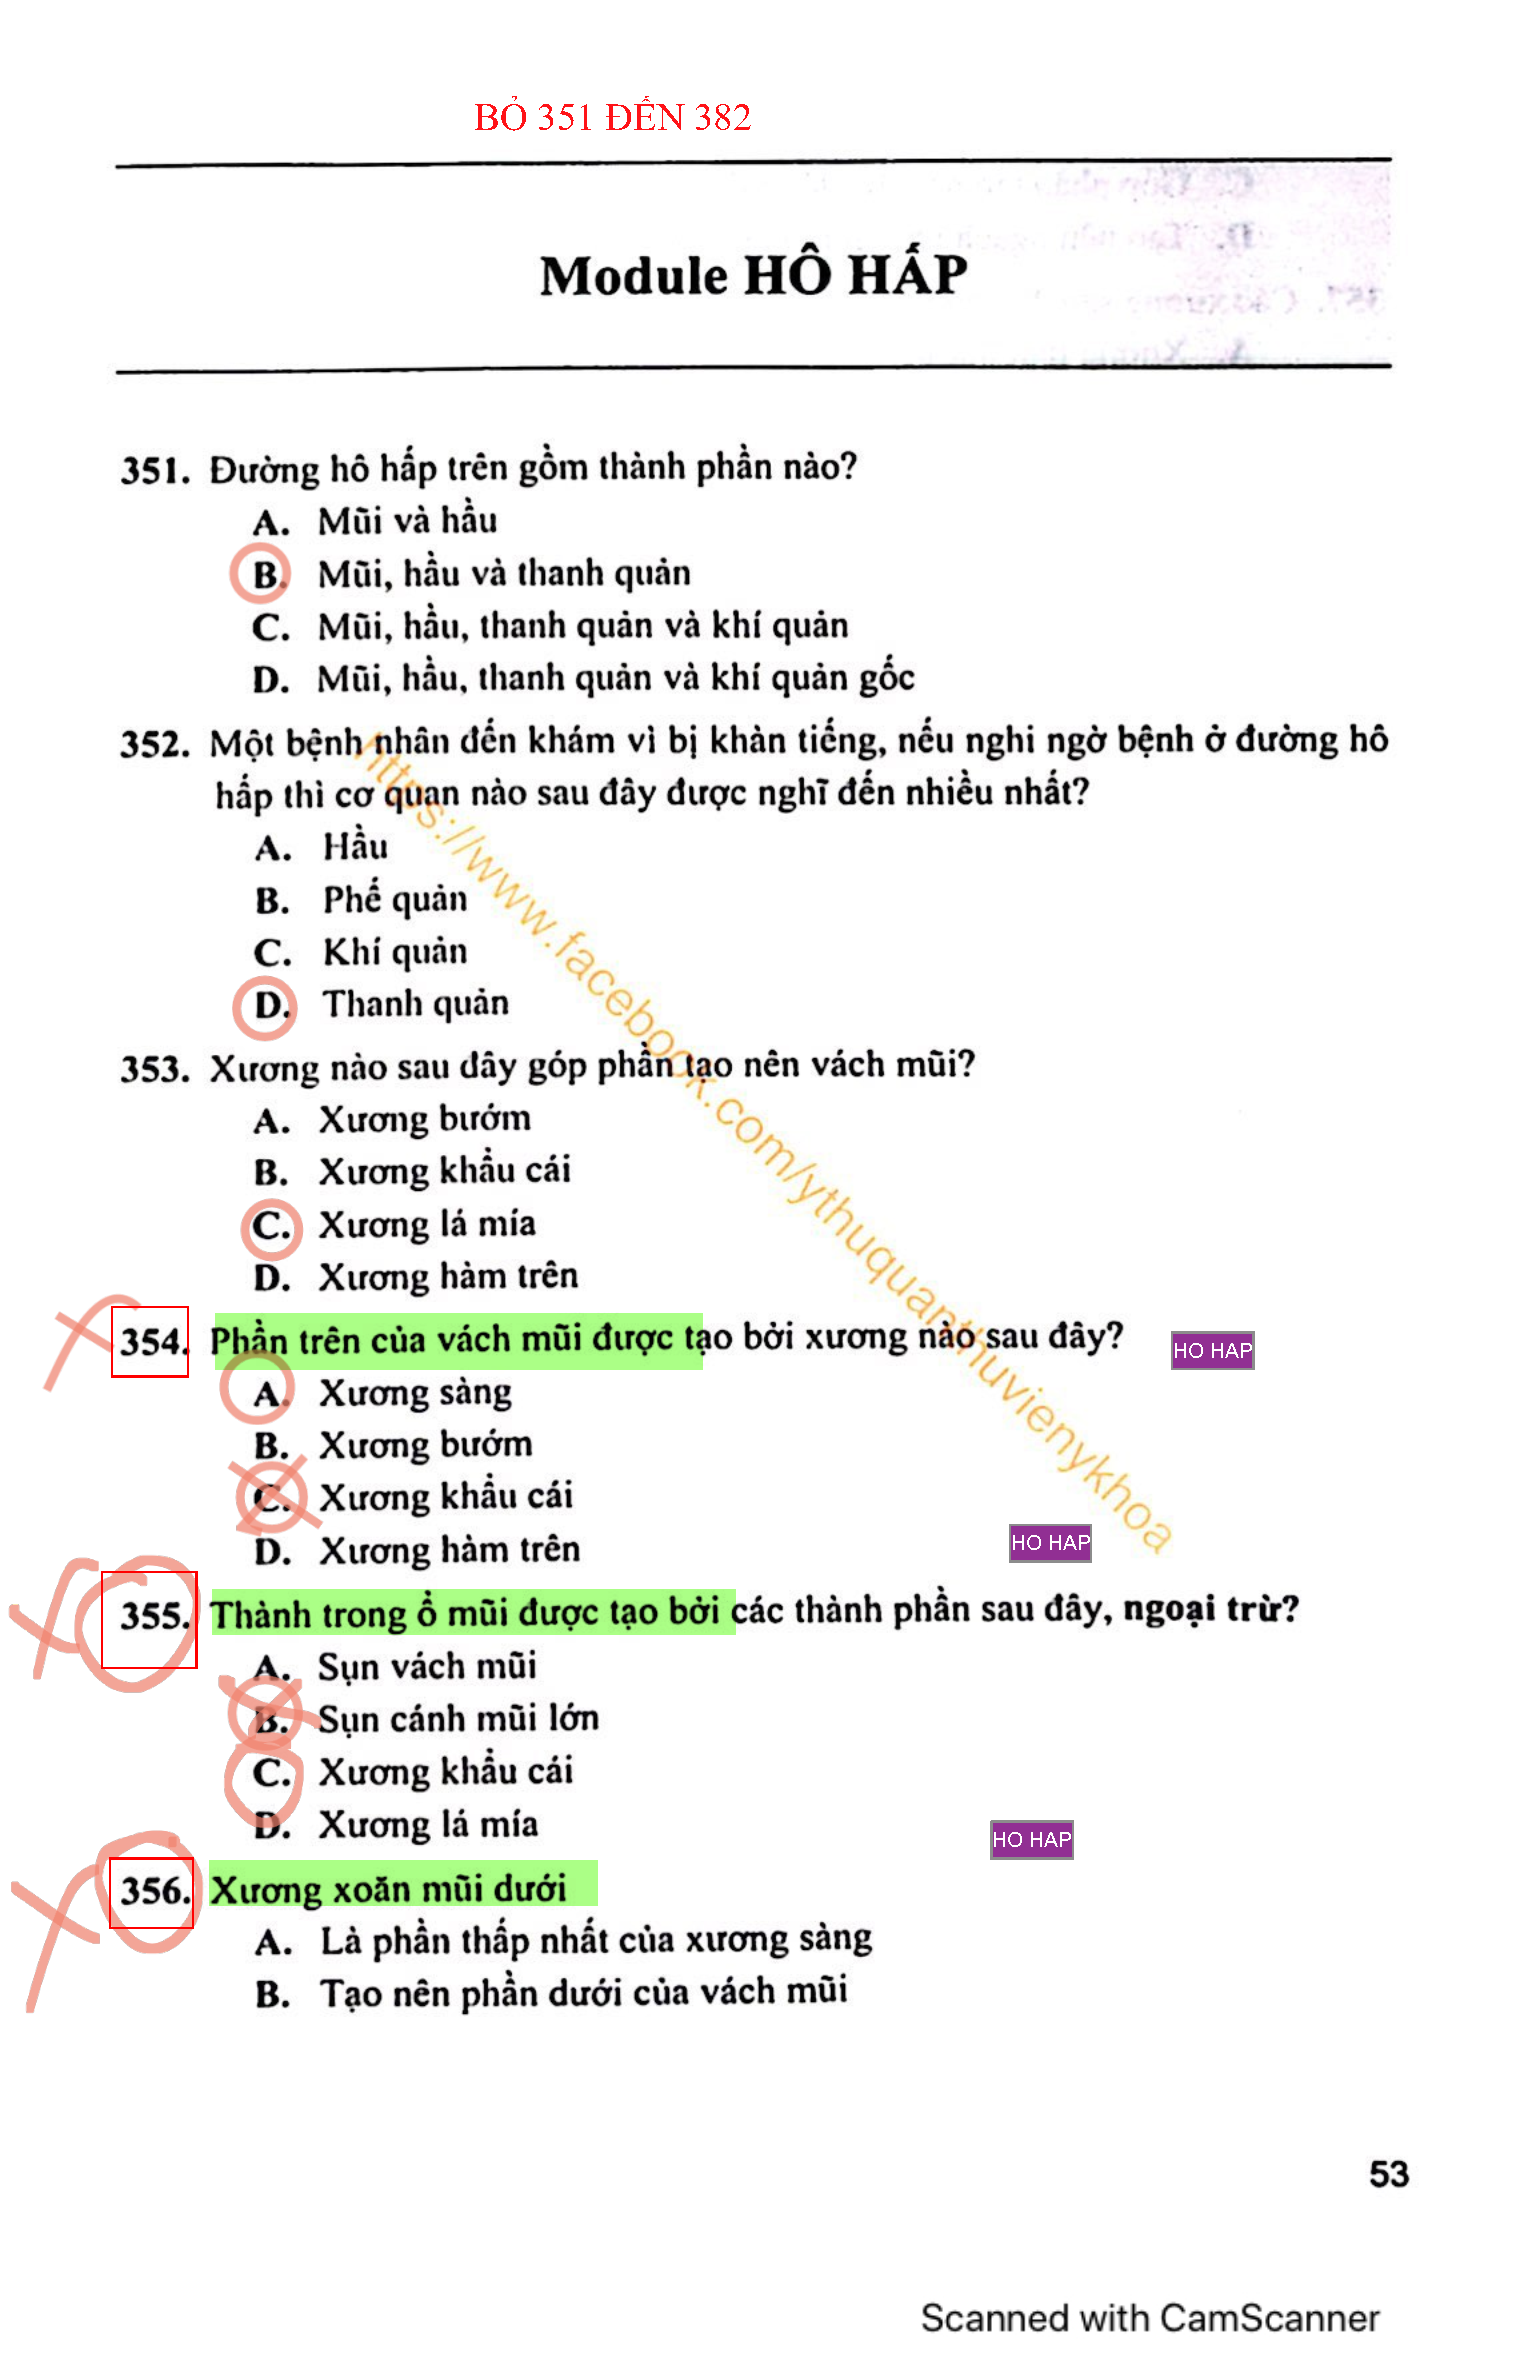 BỎ 351 ĐẾN 382
Module HÔ HẤP
351. Đường hô hấp trên gồm thành phần nào?
A. Mũi và hầu
B. Mũi, hầu và thanh quản
C. Mũi, hầu, thanh quản và khí quản
D. Mũi, hầu, thanh quản và khí quản gốc
352. Một bệnh nhân đến khám vì bị khàn tiếng, nếu nghi ngờ bệnh ở đường hô
hấp thì cơ quan nào sau đây được nghĩ đến nhiều nhất?
A. Hầu
B. Phế quản
C. Khí quản
D. Thanh quản
https://www.facebook.com/ythuquanthuvienykhoa
353. Xương nào sau đây góp phần tạo nên vách mũi?
A. Xương bướm
B. Xương khẩu cái
C. Xương lá mía
D. Xương hàm trên
354. Phần trên của vách mũi được tạo bởi xương nào sau đây?
HO HAP
A. Xương sàng
B. Xương bướm
C. Xương khẩu cái
D. Xương hàm trên
HO HAP
355. Thành trong ổ mũi được tạo bởi các thành phần sau đây, ngoại trừ?
A. Sụn vách mũi
B. Sụn cánh mũi lớn
C. Xương khẩu cái
D. Xương lá mía
HO HAP
356. Xương xoăn mũi dưới
A. Là phần thấp nhất của xương sàng
B. Tạo nên phần dưới của vách mũi
53
Scanned with CamScanner